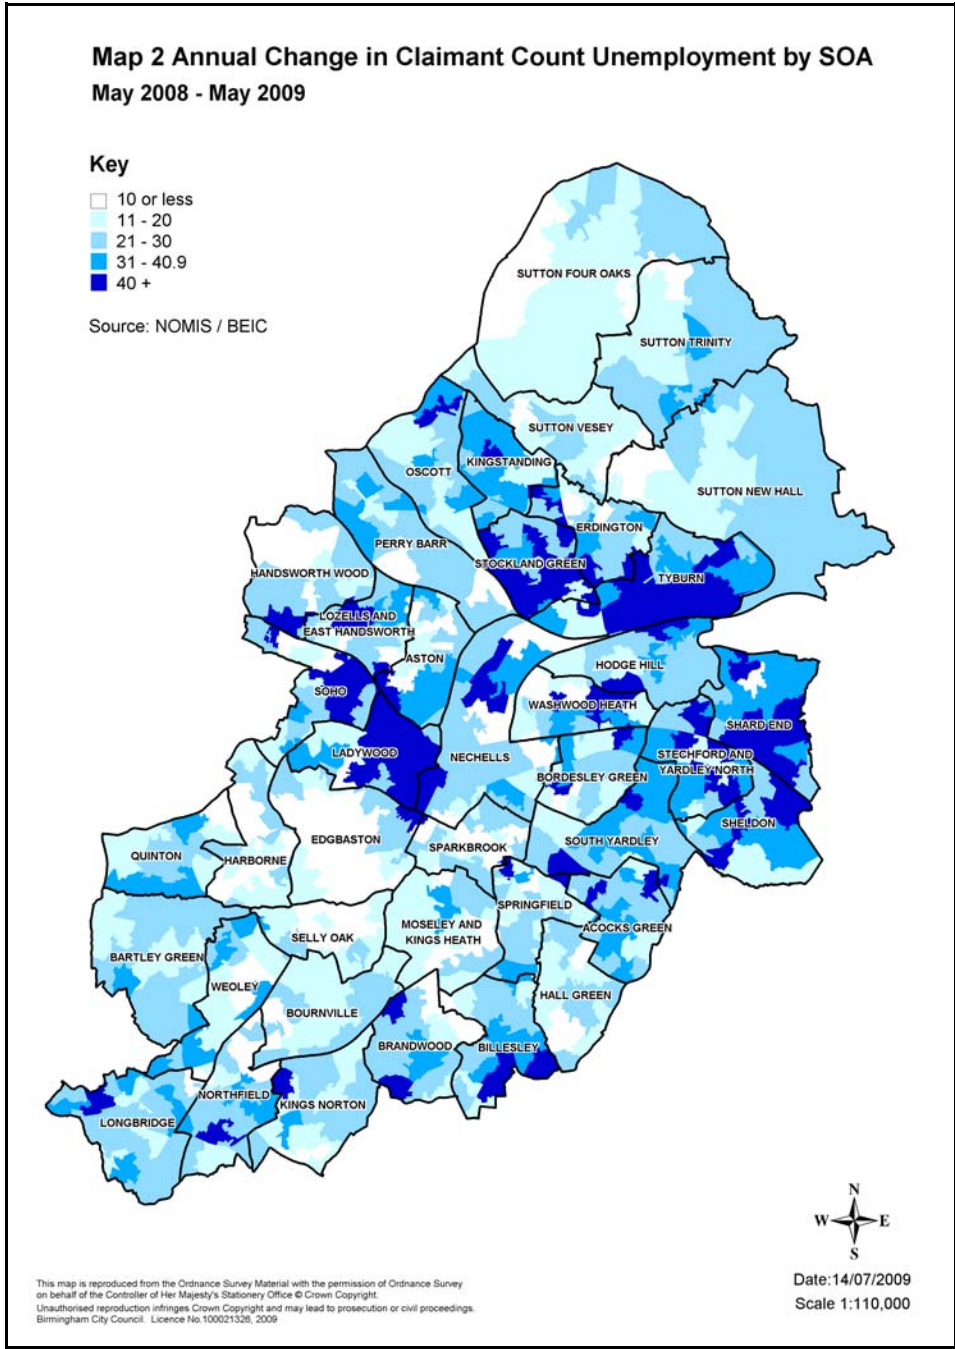 Map 2 Annual Change in Claimant Count Unemployment by SOA
May 2008 - May 2009
Key
10 or less
11 - 20
21 - 30
31 - 40.9
40 +
Source: NOMIS / BEIC
SUTTON FOUR OAKS
SUTTON TRINITY
SUTTON VESEY
KINGSTANDING
OSCOTT
SUTTON NEW HALL
ERDINGTON
PERRY BARR
STOCKLAND GREEN
HANDSWORTH WOOD
TYBURN
LOZELLS AND
EAST HANDSWORTH
ASTON
HODGE HILL
SOHO
WASHWOOD HEATH
SHARD END
LADYWOOD
NECHELLS
STECHFORD AND
YARDLEY NORTH
BORDESLEY GREEN
SHELDON
EDGBASTON
SOUTH YARDLEY
SPARKBROOK
QUINTON
HARBORNE
SPRINGFIELD
MOSELEY AND
KINGS HEATH
ACOCKS GREEN
SELLY OAK
BARTLEY GREEN
WEOLEY
HALL GREEN
BOURNVILLE
BRANDWOOD
BILLESLEY
NORTHFIELD
KINGS NORTON
LONGBRIDGE
N
W E
S
Date:14/07/2009
Scale 1:110,000
This map is reproduced from the Ordnance Survey Material with the permission of Ordnance Survey
on behalf of the Controller of Her Majesty's Stationery Office © Crown Copyright.
Unauthorised reproduction infringes Crown Copyright and may lead to prosecution or civil proceedings.
Birmingham City Council. Licence No.100021326, 2009